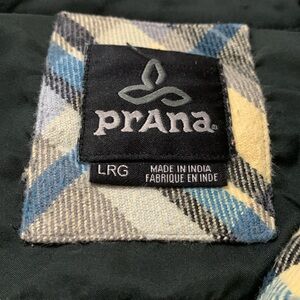 prAna
LRG
MADE IN INDIA
FABRIQUE EN INDE